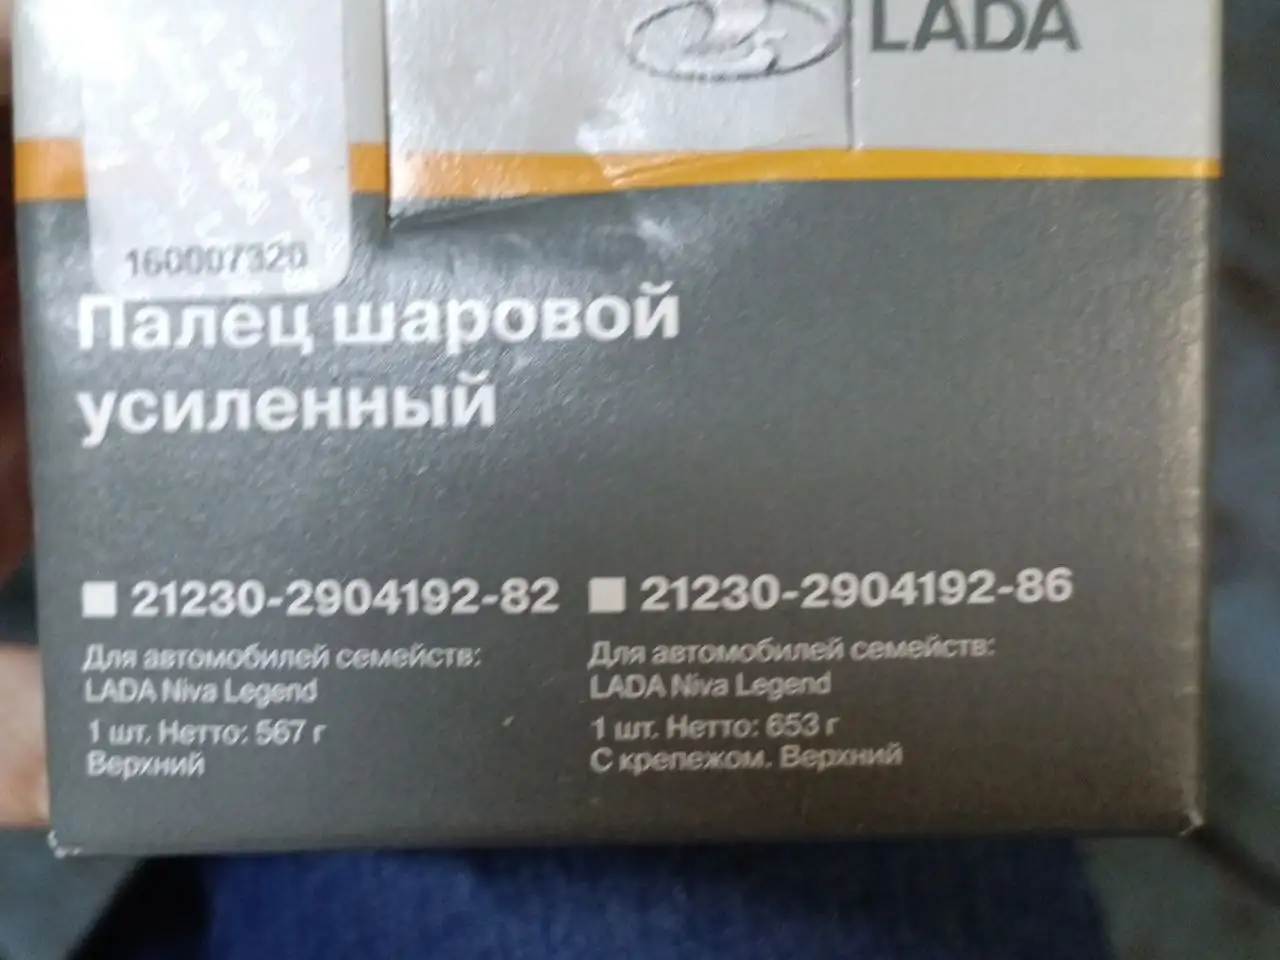 LADA
160007320
Палец шаровой
усиленный
21230-2904192-82
Для автомобилей семейств:
LADA Niva Legend
1 шт. Нетто: 567 г
Верхний
21230-2904192-86
Для автомобилей семейств:
LADA Niva Legend
1 шт. Нетто: 653 г
С крепежом. Верхний